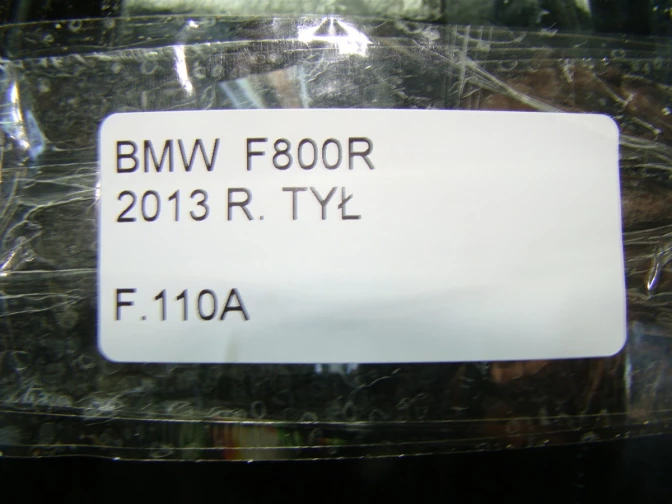 BMW F800R
2013 R. TYŁ
F.110A